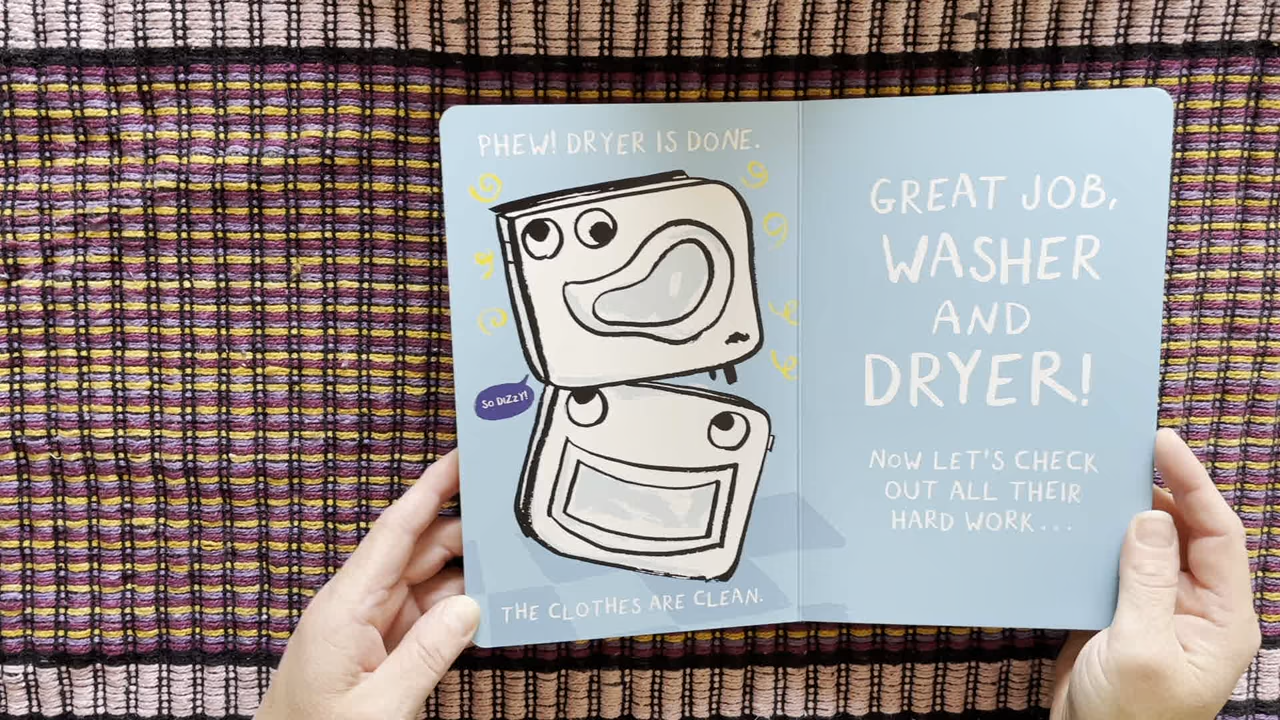 PHEW! DRYER IS DONE.
SO DIZZY!
THE CLOTHES ARE CLEAN.
GREAT JOB,
WASHER
AND
DRYER!
NOW LET'S CHECK
OUT ALL THEIR
HARD WORK...